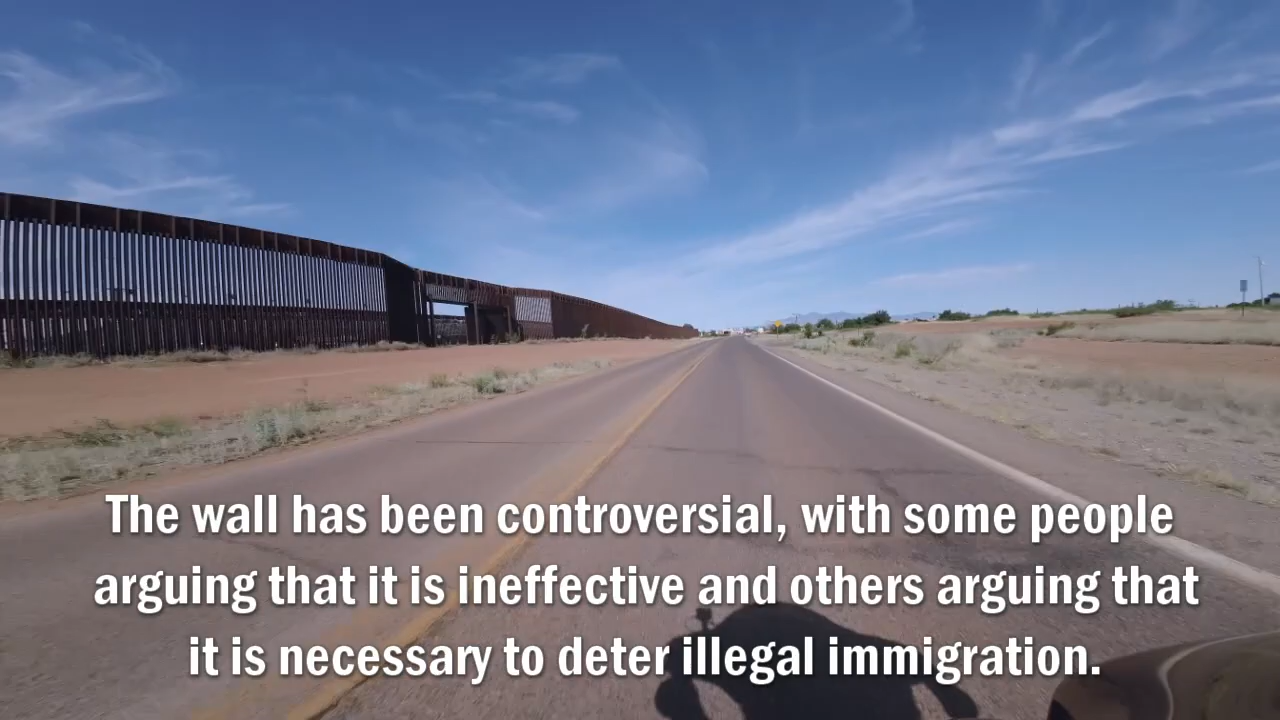 The wall has been controversial, with some people
arguing that it is ineffective and others arguing that
it is necessary to deter illegal immigration.